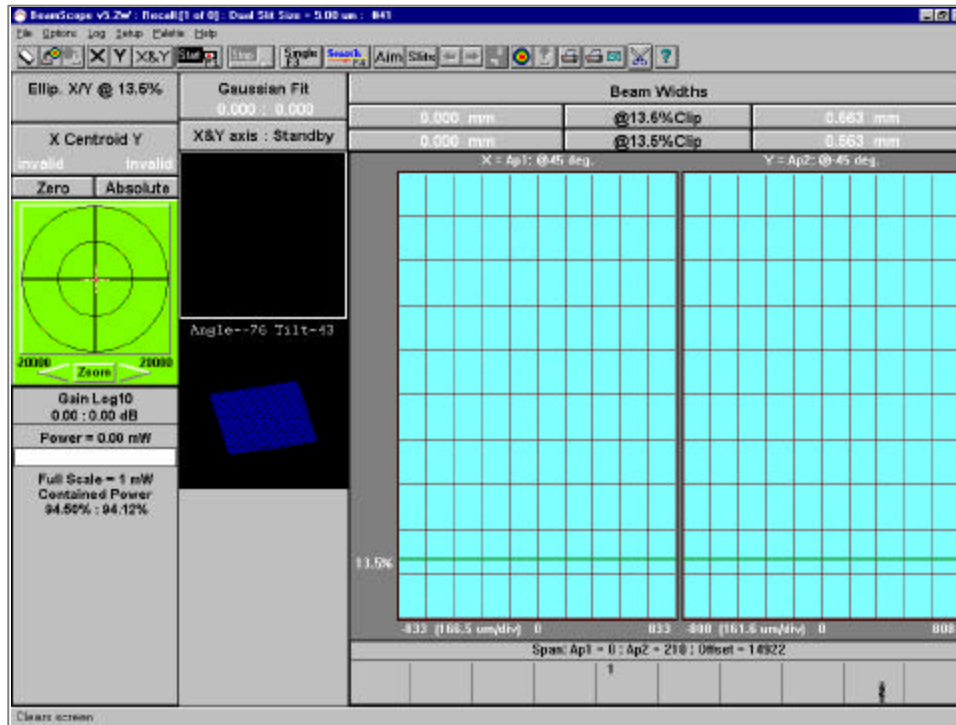 BeamScope v5.2W : Recall[1 of 0] : Dual Slit Size = 5.00 um : #41
File Options Log Setup Palette Help
X Y X&Y Start Stop Single F3 Search F4 Aim Slits
Ellip. X/Y @ 13.5%
Gaussian Fit
0.000 : 0.000
Beam Widths
0.000 mm @13.6%Clip 0.663 mm
0.000 mm @13.5%Clip 0.563 mm
X Centroid Y
invalid invalid
X&Y axis : Standby
Zero Absolute
X = Ap1: @45 deg. Y = Ap2: @-45 deg.
Angle--76 Tilt-43
-20000 20000
Zoom
Gain Log10
0.00 : 0.00 dB
Power = 0.00 mW
Full Scale = 1 mW
Contained Power
94.50% : 94.12%
13.5%
-833 (166.5 um/div) 0 833 -808 (161.6 um/div) 0 808
Span: Ap1 = 0 : Ap2 = 218 : Offset = 14922
1
Clears screen